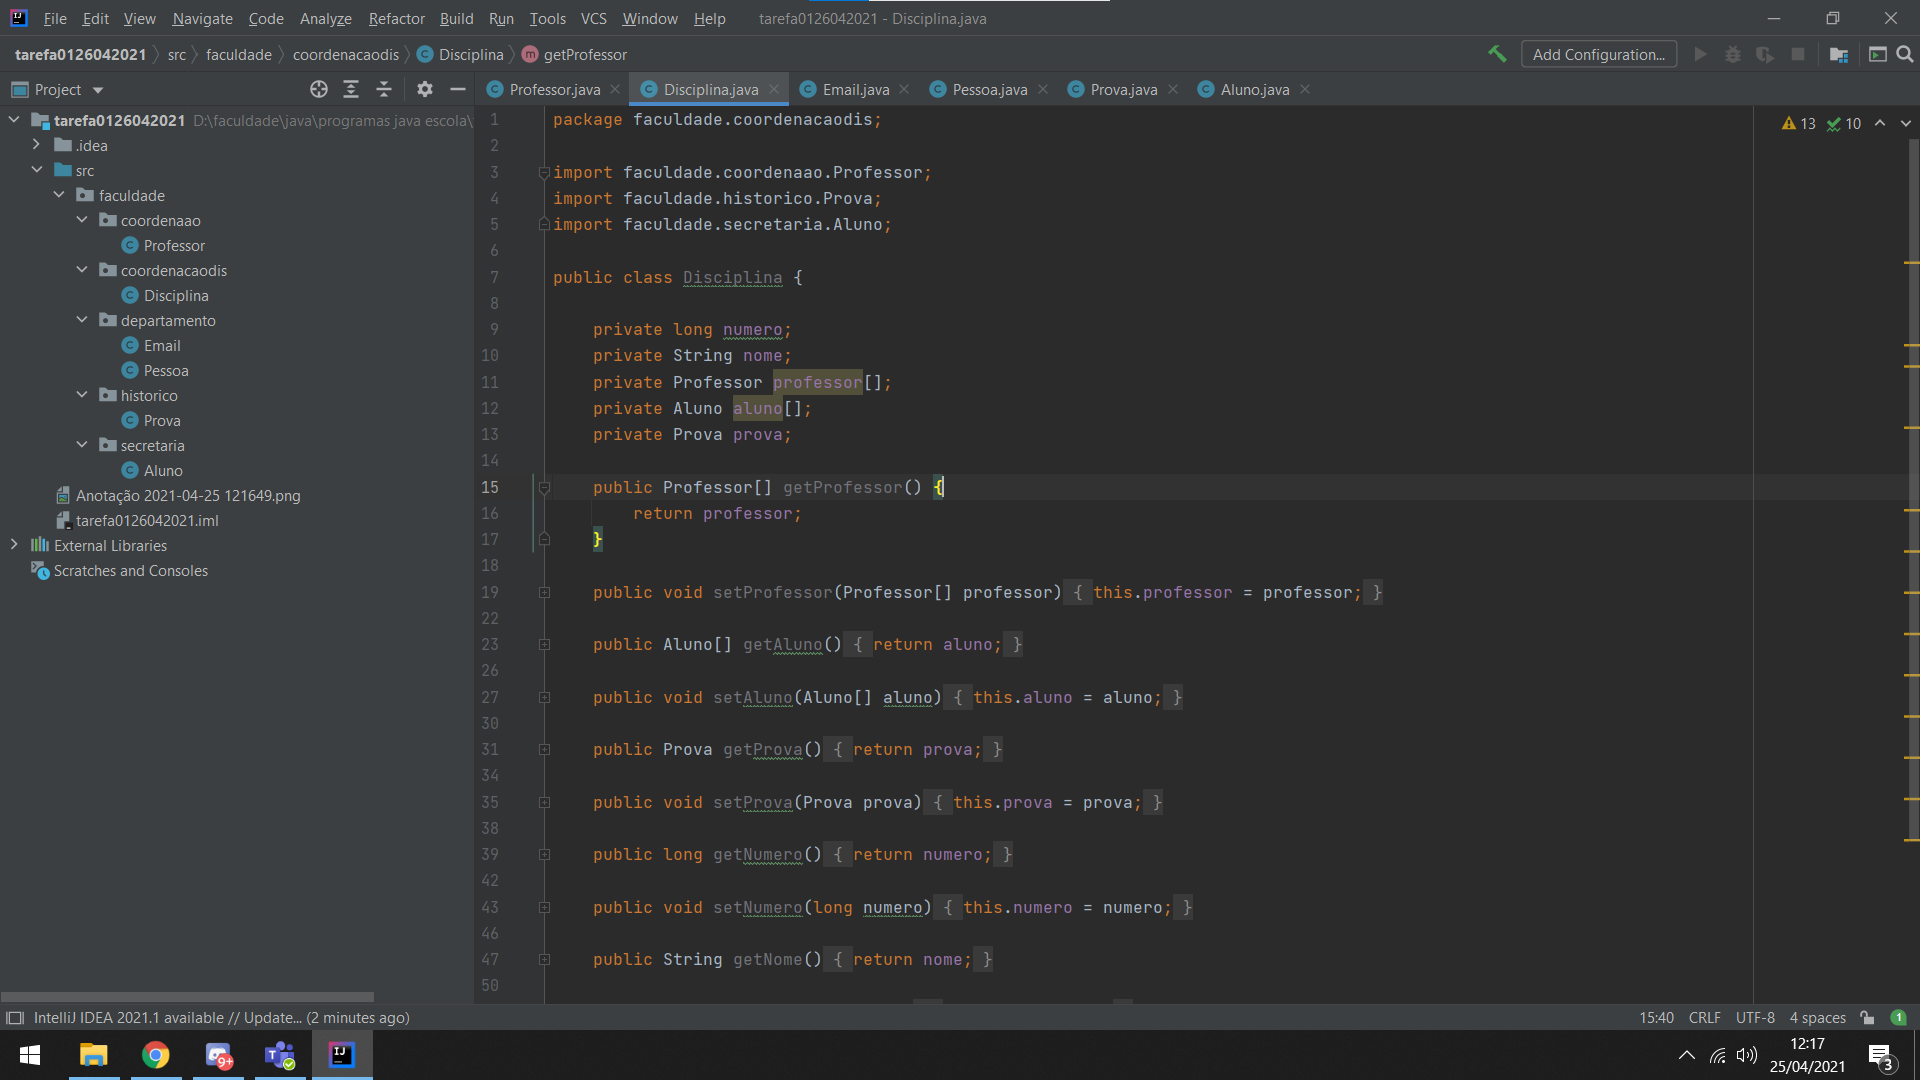 File Edit View Navigate Code Analyze Refactor Build Run Tools VCS Window Help tarefa0126042021 - Disciplina.java
tarefa0126042021 src faculdade coordenacaodis Disciplina getProfessor Add Configuration...
Project
Professor.java Disciplina.java Email.java Pessoa.java Prova.java Aluno.java
tarefa0126042021 D:\faculdade\java\programas java escola\
.idea
src
faculdade
coordenaao
Professor
coordenacaodis
Disciplina
departamento
Email
Pessoa
historico
Prova
secretaria
Aluno
Anotação 2021-04-25 121649.png
tarefa0126042021.iml
External Libraries
Scratches and Consoles
13 10
1 package faculdade.coordenacaodis;
2
3 import faculdade.coordenaao.Professor;
4 import faculdade.historico.Prova;
5 import faculdade.secretaria.Aluno;
6
7 public class Disciplina {
8
9 private long numero;
10 private String nome;
11 private Professor professor[];
12 private Aluno aluno[];
13 private Prova prova;
14
15 public Professor[] getProfessor() {
16 return professor;
17 }
18
19 public void setProfessor(Professor[] professor) { this.professor = professor; }
22
23 public Aluno[] getAluno() { return aluno; }
26
27 public void setAluno(Aluno[] aluno) { this.aluno = aluno; }
30
31 public Prova getProva() { return prova; }
34
35 public void setProva(Prova prova) { this.prova = prova; }
38
39 public long getNumero() { return numero; }
42
43 public void setNumero(long numero) { this.numero = numero; }
46
47 public String getNome() { return nome; }
50
IntelliJ IDEA 2021.1 available // Update... (2 minutes ago) 15:40 CRLF UTF-8 4 spaces 1
9+ T IJ 12:17
25/04/2021 3